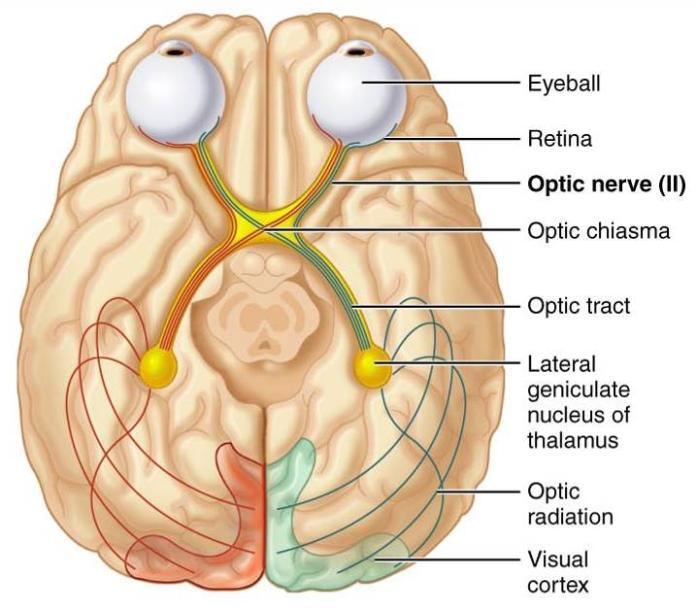 Eyeball
Retina
Optic nerve (II)
Optic chiasma
Optic tract
Lateral
geniculate
nucleus of
thalamus
Optic
radiation
Visual
cortex